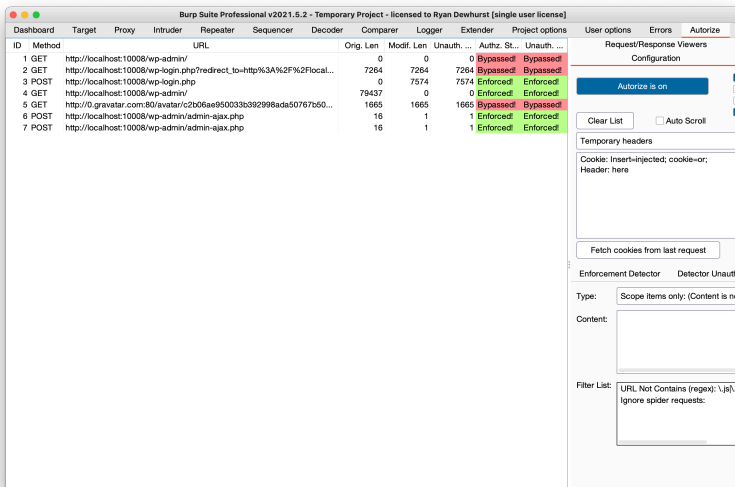 Burp Suite Professional v2021.5.2 - Temporary Project - licensed to Ryan Dewhurst [single user license]
Dashboard Target Proxy Intruder Repeater Sequencer Decoder Comparer Logger Extender Project options User options Errors Autorize
ID Method URL Orig. Len Modif. Len Unauth. ... Authz. St... Unauth. ...
1 GET http://localhost:10008/wp-admin/ 0 0 0 Bypassed! Bypassed!
2 GET http://localhost:10008/wp-login.php?redirect_to=http%3A%2F%2Flocal... 7264 7264 7264 Bypassed! Bypassed!
3 POST http://localhost:10008/wp-login.php 0 7574 7574 Enforced! Enforced!
4 GET http://localhost:10008/wp-admin/ 79437 0 0 Enforced! Enforced!
5 GET http://0.gravatar.com:80/avatar/c2b06ae950033b392998ada50767b50... 1665 1665 1665 Bypassed! Bypassed!
6 POST http://localhost:10008/wp-admin/admin-ajax.php 16 1 1 Enforced! Enforced!
7 POST http://localhost:10008/wp-admin/admin-ajax.php 16 1 1 Enforced! Enforced!
Request/Response Viewers
Configuration
Autorize is on
Clear List Auto Scroll
Temporary headers
Cookie: Insert=injected; cookie=or;
Header: here
Fetch cookies from last request
Enforcement Detector Detector Unauth
Type: Scope items only: (Content is n
Content:
Filter List: URL Not Contains (regex): \.js|\.
Ignore spider requests: